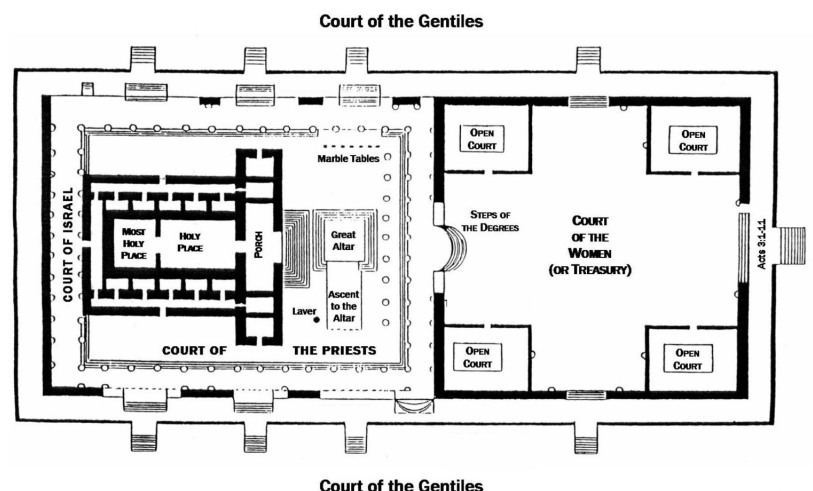 Court of the Gentiles
OPEN
COURT
OPEN
COURT
Marble Tables
COURT OF ISRAEL
MOST
HOLY
PLACE
HOLY
PLACE
PORCH
Great
Altar
STEPS OF
THE DEGREES
COURT
OF THE
WOMEN
(OR TREASURY)
Acts 3:1-11
Ascent
to the
Altar
Laver
COURT OF THE PRIESTS
OPEN
COURT
OPEN
COURT
Court of the Gentiles